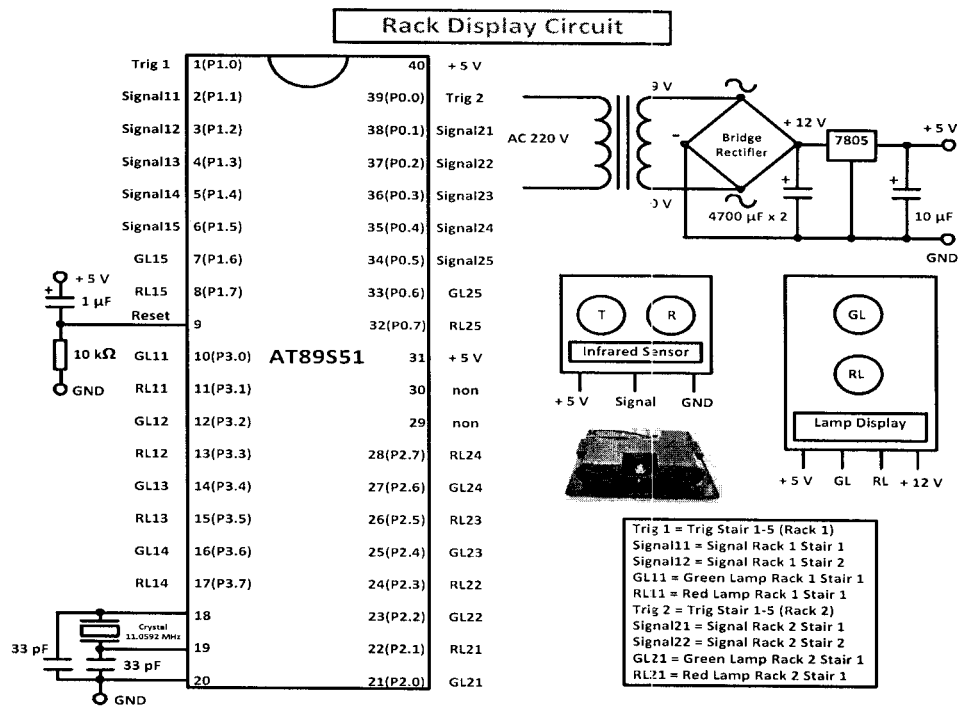 Rack Display Circuit
Trig 1 1(P1.0) 40 + 5 V
Signal11 2(P1.1) 39(P0.0) Trig 2
Signal12 3(P1.2) 38(P0.1) Signal21
Signal13 4(P1.3) 37(P0.2) Signal22
Signal14 5(P1.4) 36(P0.3) Signal23
Signal15 6(P1.5) 35(P0.4) Signal24
GL15 7(P1.6) 34(P0.5) Signal25
RL15 8(P1.7) 33(P0.6) GL25
Reset 9 32(P0.7) RL25
GL11 10(P3.0) AT89S51 31 + 5 V
RL11 11(P3.1) 30 non
GL12 12(P3.2) 29 non
RL12 13(P3.3) 28(P2.7) RL24
GL13 14(P3.4) 27(P2.6) GL24
RL13 15(P3.5) 26(P2.5) RL23
GL14 16(P3.6) 25(P2.4) GL23
RL14 17(P3.7) 24(P2.3) RL22
18 23(P2.2) GL22
19 22(P2.1) RL21
20 21(P2.0) GL21
+ 5 V
+
1 µF
10 kΩ
GND
Crystal
11.0592 MHz
33 pF
33 pF
GND
AC 220 V
9 V
0 V
-
Bridge
Rectifier
+ 12 V
7805
+ 5 V
+
4700 µF x 2
+
10 µF
GND
T R
Infrared Sensor
+ 5 V Signal GND
GL
RL
Lamp Display
+ 5 V GL RL + 12 V
Trig 1 = Trig Stair 1-5 (Rack 1)
Signal11 = Signal Rack 1 Stair 1
Signal12 = Signal Rack 1 Stair 2
GL11 = Green Lamp Rack 1 Stair 1
RL11 = Red Lamp Rack 1 Stair 1
Trig 2 = Trig Stair 1-5 (Rack 2)
Signal21 = Signal Rack 2 Stair 1
Signal22 = Signal Rack 2 Stair 2
GL21 = Green Lamp Rack 2 Stair 1
RL21 = Red Lamp Rack 2 Stair 1